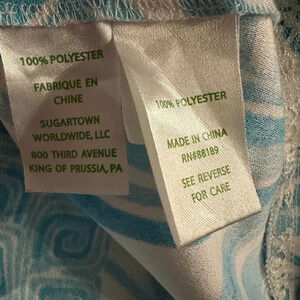 100% POLYESTER
FABRIQUE EN
CHINE
SUGARTOWN
WORLDWIDE, LLC
800 THIRD AVENUE
KING OF PRUSSIA, PA
100% POLYESTER
MADE IN CHINA
RN#88189
SEE REVERSE
FOR CARE